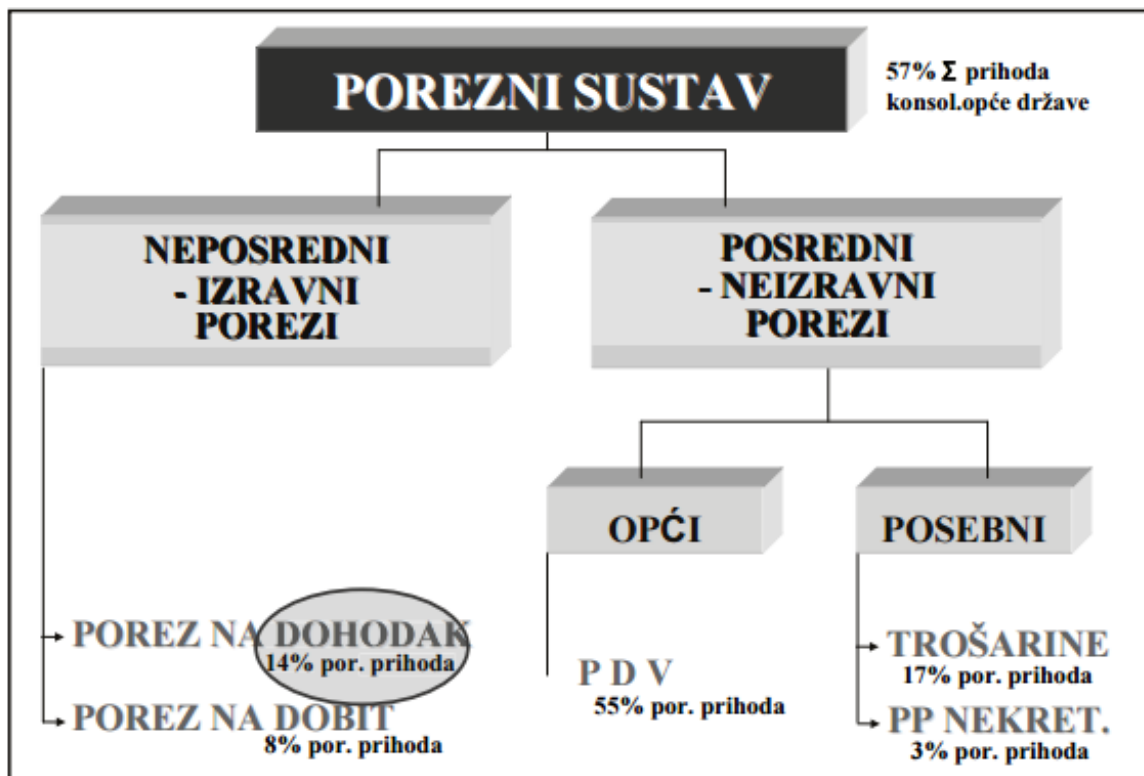 POREZNI SUSTAV
57% Σ prihoda
konsol.opće države
NEPOSREDNI
- IZRAVNI
POREZI
POSREDNI
- NEIZRAVNI
POREZI
OPĆI
POSEBNI
POREZ NA DOHODAK
14% por. prihoda
POREZ NA DOBIT
8% por. prihoda
P D V
55% por. prihoda
TROŠARINE
17% por. prihoda
PP NEKRET.
3% por. prihoda